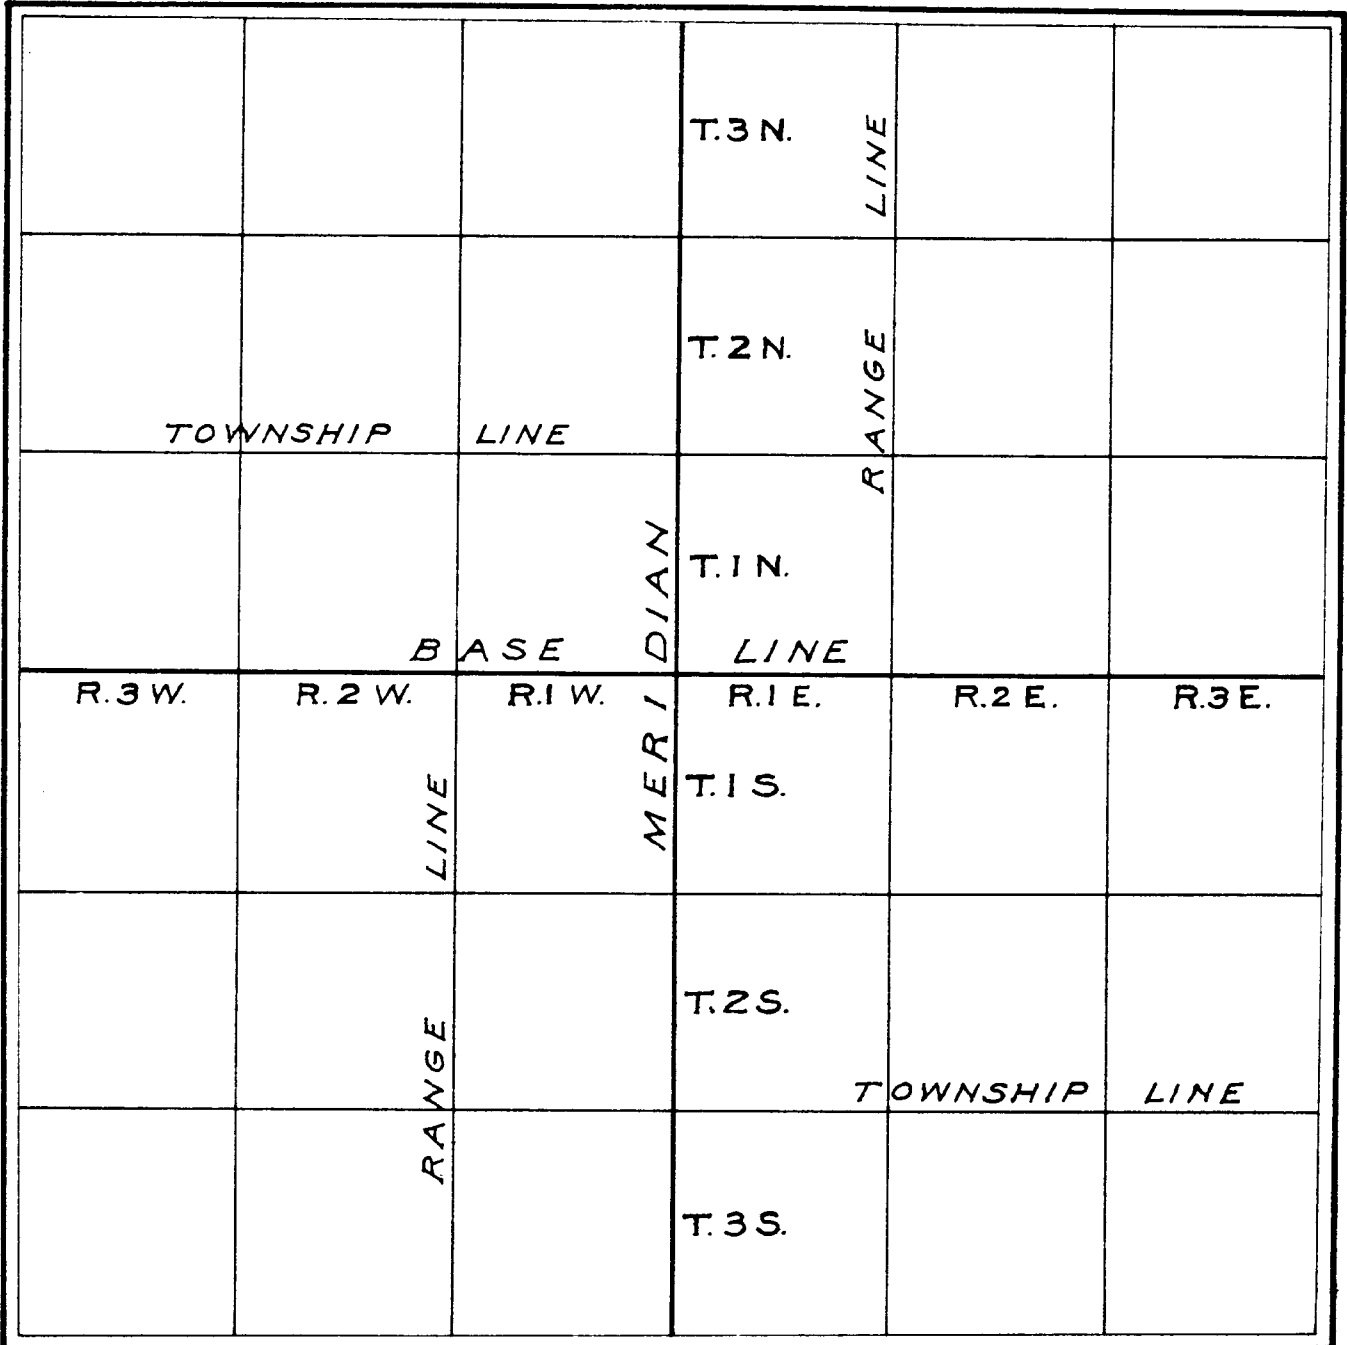 T. 3 N.
RANGE LINE
T. 2 N.
TOWNSHIP LINE
T. 1 N.
MERIDIAN
BASE LINE
R. 3 W. R. 2 W. R. 1 W. R. 1 E. R. 2 E. R. 3 E.
T. 1 S.
RANGE LINE
T. 2 S.
TOWNSHIP LINE
T. 3 S.